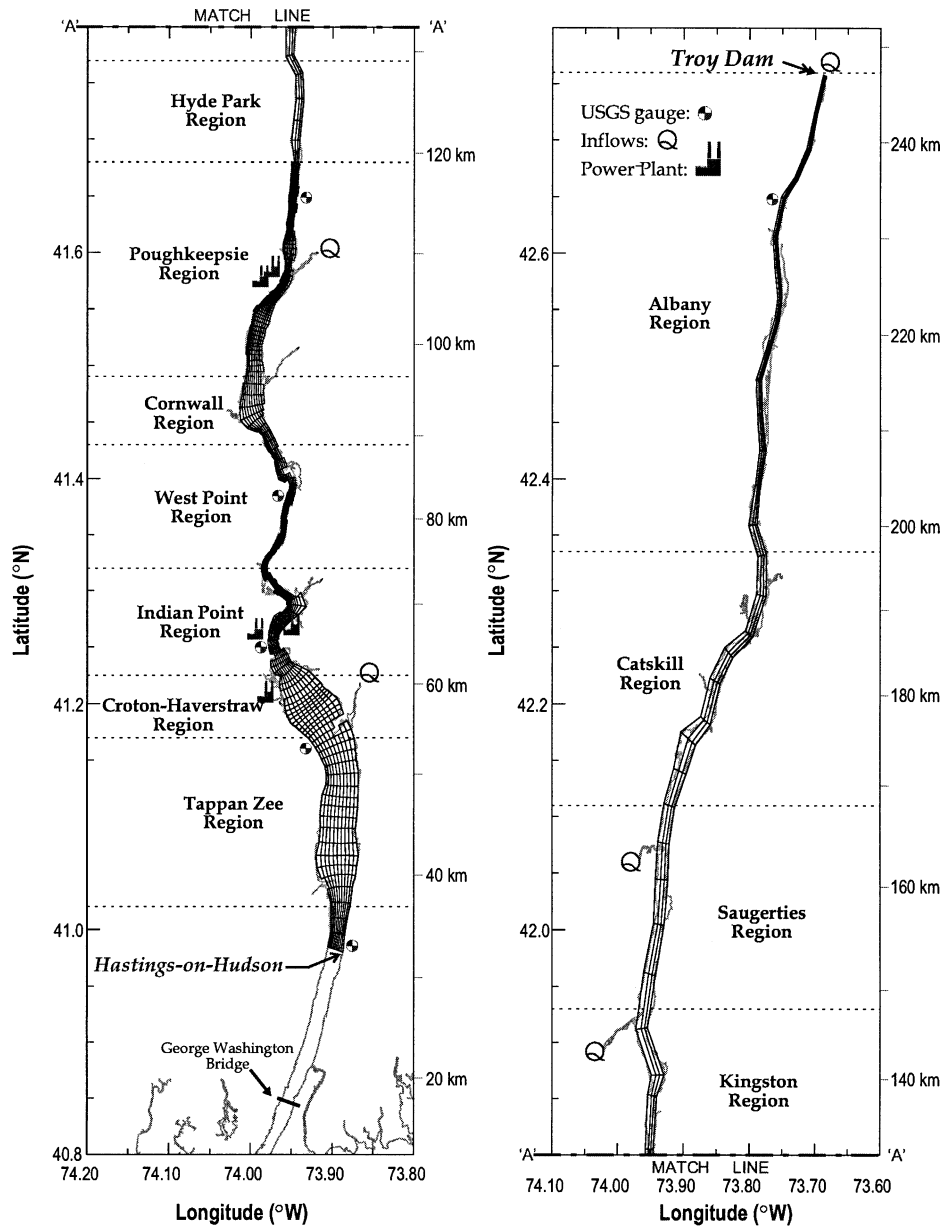 'A'
MATCH LINE
'A'
Hyde Park
Region
120 km
41.6
Poughkeepsie
Region
Q
100 km
Cornwall
Region
41.4
West Point
Region
80 km
Indian Point
Region
Q
60 km
41.2
Croton-Haverstraw
Region
Tappan Zee
Region
40 km
41.0
Hastings-on-Hudson
George Washington
Bridge
20 km
40.8
74.20 74.10 74.00 73.90 73.80
Latitude (°N)
Longitude (°W)
Troy Dam
Q
USGS gauge:
Inflows: Q
Power Plant:
240 km
42.6
Albany
Region
220 km
42.4
200 km
Catskill
Region
42.2
180 km
Q
160 km
Saugerties
Region
42.0
Q
Kingston
Region
140 km
'A'
MATCH LINE
'A'
74.10 74.00 73.90 73.80 73.70 73.60
Latitude (°N)
Longitude (°W)